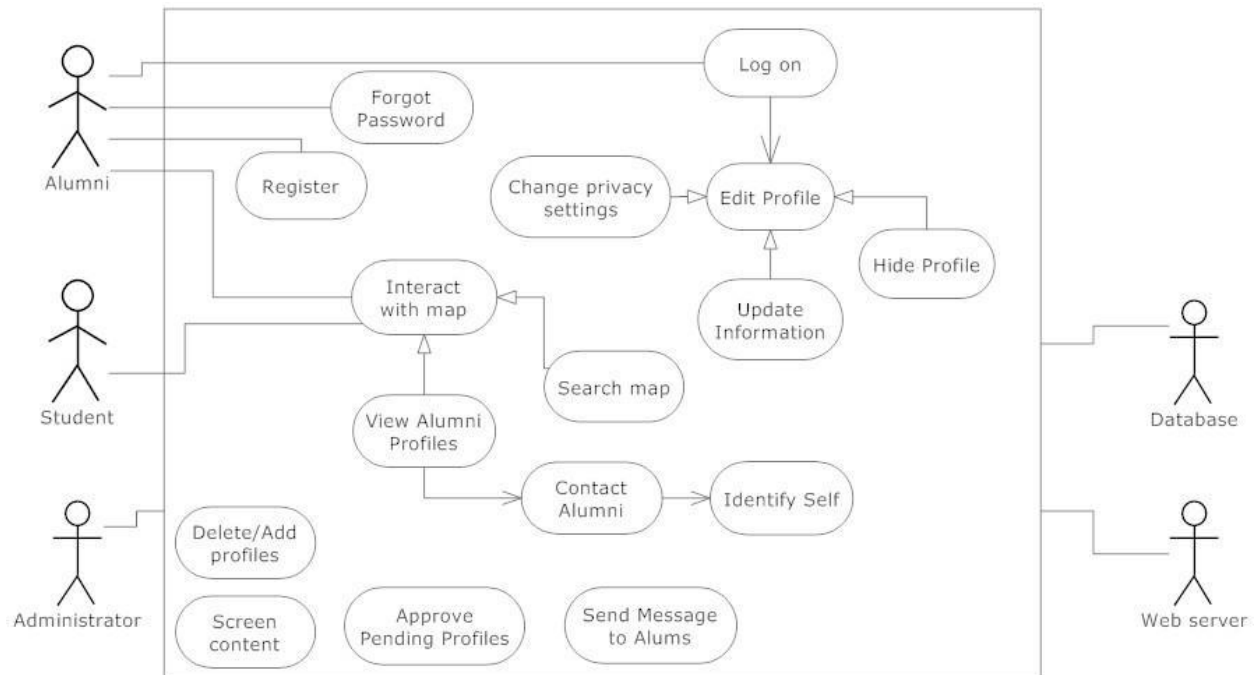 Log on
Forgot
Password
Alumni
Register
Change privacy
settings
Edit Profile
Hide Profile
Interact
with map
Update
Information
Search map
Student
View Alumni
Profiles
Database
Contact
Alumni
Identify Self
Delete/Add
profiles
Administrator
Screen
content
Approve
Pending Profiles
Send Message
to Alums
Web server